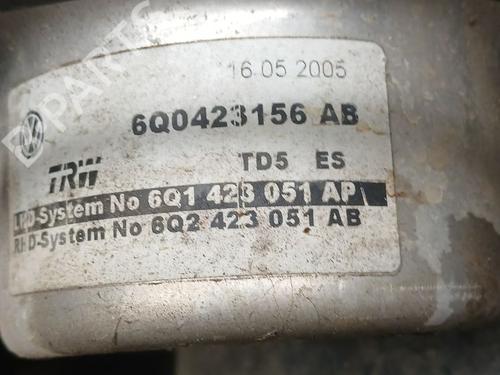 16.05 2005
6Q0423156 AB
TRW
TD5 ES
LHD-System No 6Q1 423 051 AP
RHD-System No 6Q2 423 051 AB